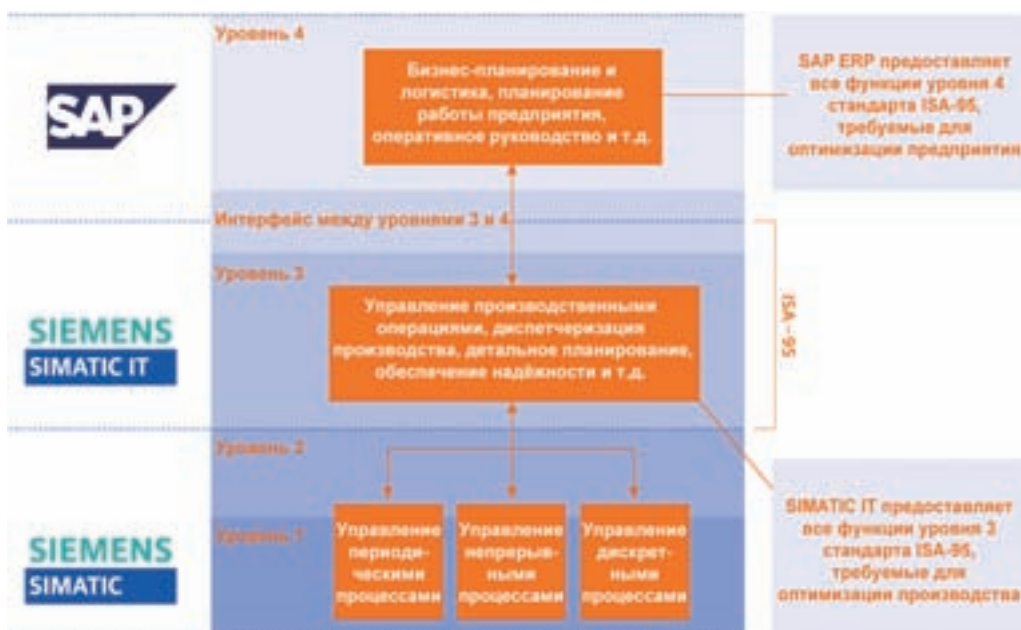 Уровень 4
SAP
Бизнес-планирование и
логистика, планирование
работы предприятия,
оперативное руководство и т.д.
SAP ERP предоставляет
все функции уровня 4
стандарта ISA-95,
требуемые для
оптимизации предприятия
Интерфейс между уровнями 3 и 4
Уровень 3
SIEMENS
SIMATIC IT
Управление производственными
операциями, диспетчеризация
производства, детальное планирование,
обеспечение надёжности и т.д.
ISA - 95
Уровень 2
Уровень 1
SIEMENS
SIMATIC
Управление
периоди-
ческими
процессами
Управление
непрерыв-
ными
процессами
Управление
дискрет-
ными
процессами
SIMATIC IT предоставляет
все функции уровня 3
стандарта ISA-95,
требуемые для
оптимизации производства